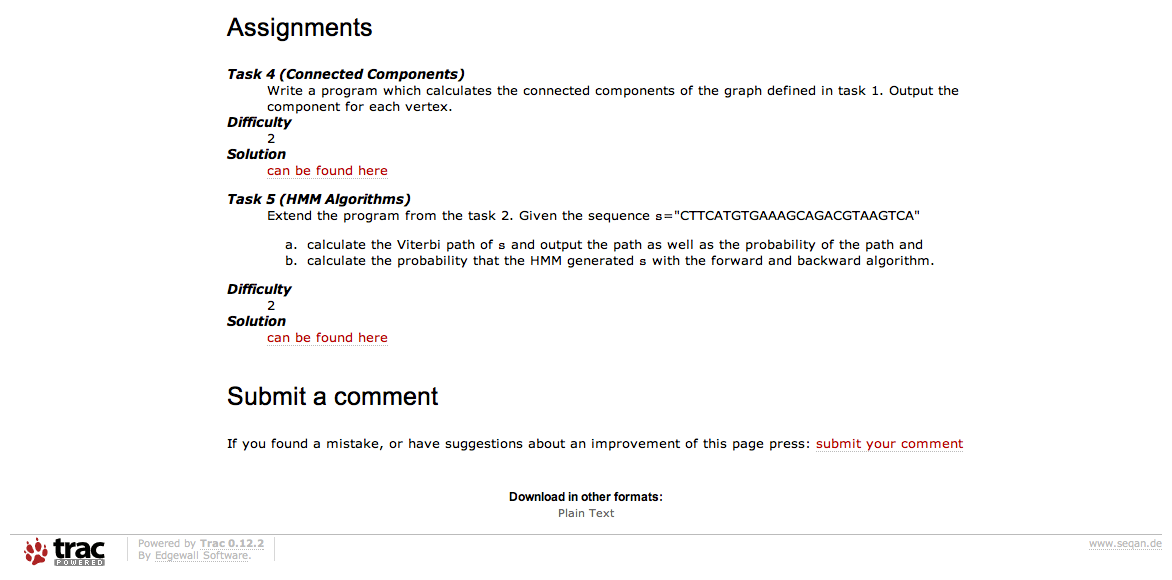 Assignments
Task 4 (Connected Components)
Write a program which calculates the connected components of the graph defined in task 1. Output the
component for each vertex.
Difficulty
2
Solution
can be found here
Task 5 (HMM Algorithms)
Extend the program from the task 2. Given the sequence s="CTTCATGTGAAAGCAGACGTAAGTCA"
a. calculate the Viterbi path of s and output the path as well as the probability of the path and
b. calculate the probability that the HMM generated s with the forward and backward algorithm.
Difficulty
2
Solution
can be found here
Submit a comment
If you found a mistake, or have suggestions about an improvement of this page press: submit your comment
Download in other formats:
Plain Text
trac
POWERED
Powered by Trac 0.12.2
By Edgewall Software.
www.seqan.de